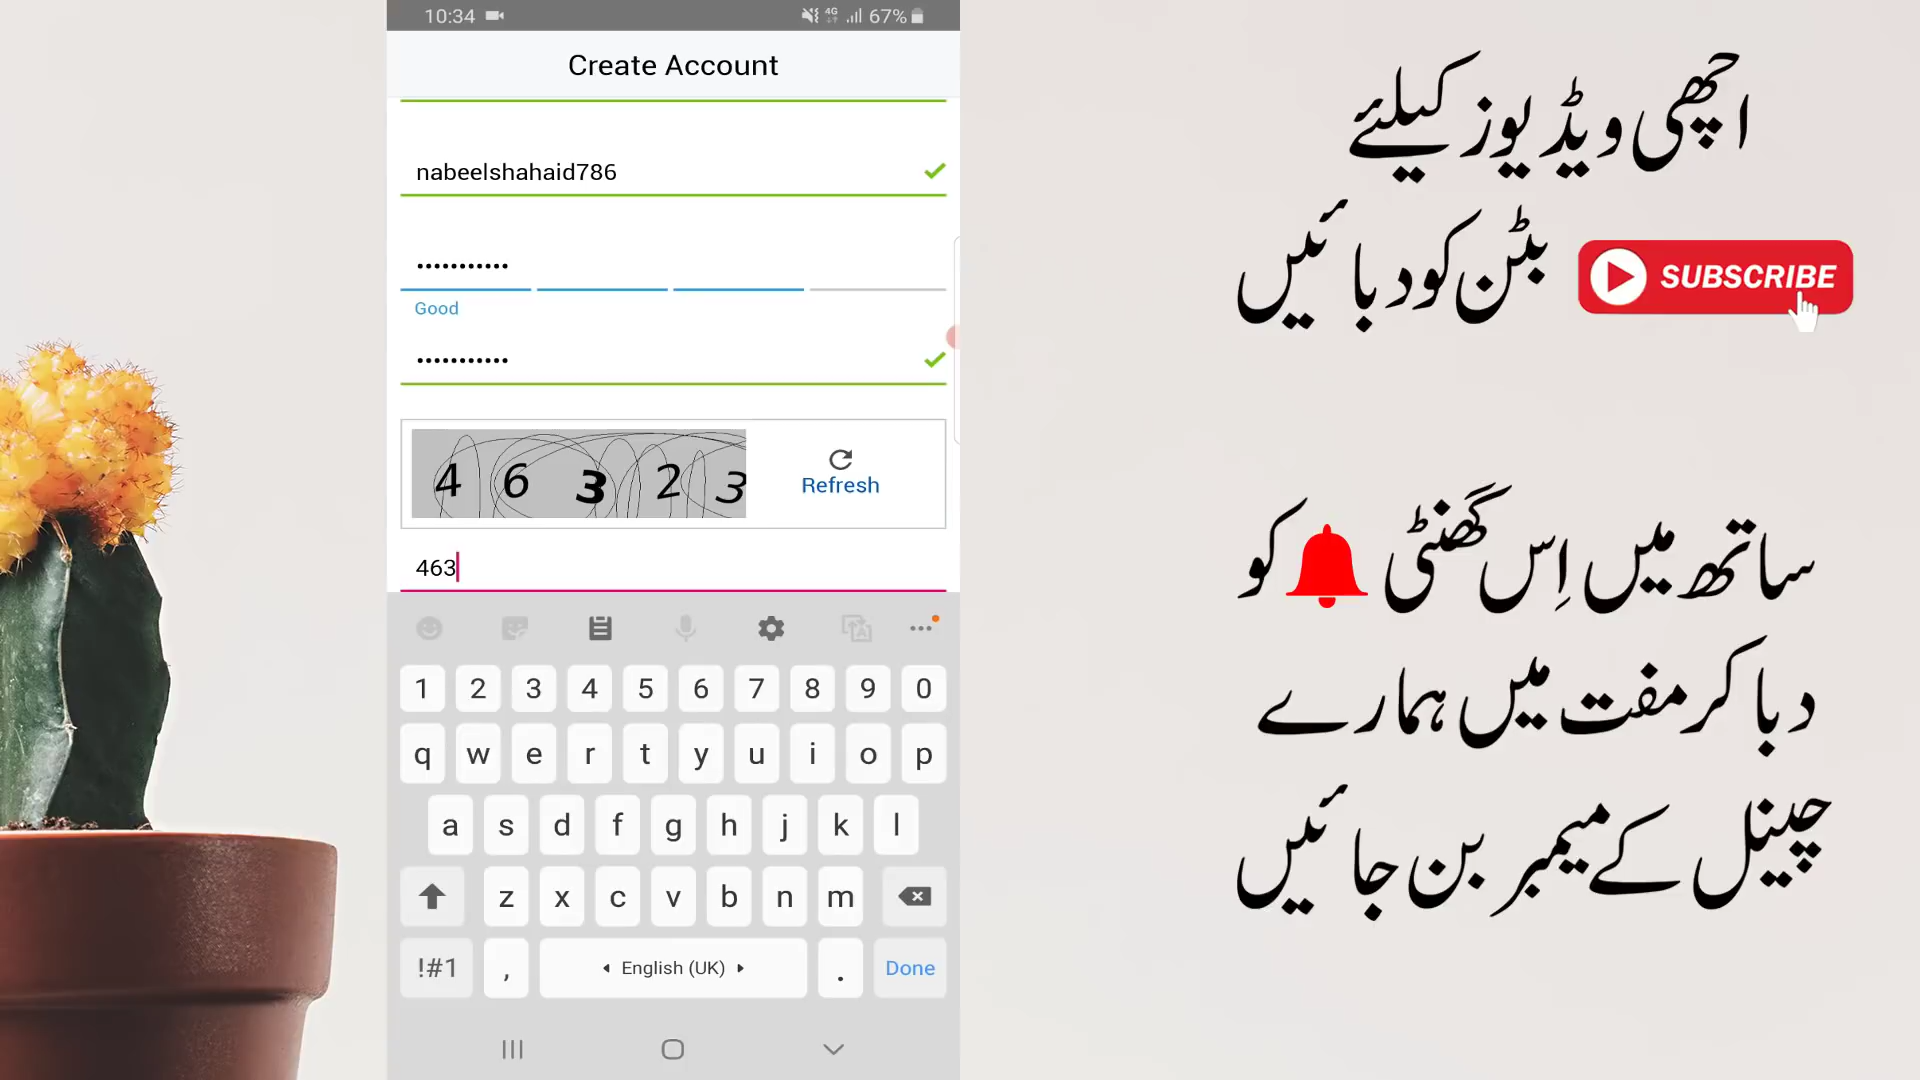 10:34
4G 67%
Create Account
nabeelshahaid786
•••••••••••
Good
•••••••••••
4 6 3 2 3
Refresh
463
1 2 3 4 5 6 7 8 9 0
q w e r t y u i o p
a s d f g h j k l
z x c v b n m
!#1 , English (UK) . Done
اچھی ویڈیوز کیلئے
بٹن کو دبائیں
SUBSCRIBE
ساتھ میں اِس گھنٹی کو
دبا کر مفت میں ہمارے
چینل کے میمبر بن جائیں